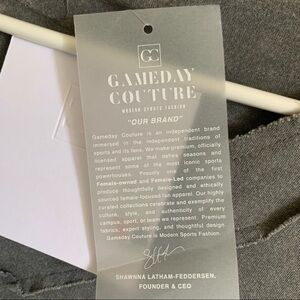 GC
GAMEDAY
COUTURE
MODERN SPORTS FASHION
"OUR BRAND"
Gameday Couture is an independent brand
immersed in the independent traditions of
sports and its fans. We make premium, officially
licensed apparel that defies seasons and
represent some of the most iconic sports
powerhouses. Proudly one of the first
Female-owned and Female-Led companies to
produce thoughtfully designed and ethically
sourced female-focused fan apparel. Our highly
curated collections celebrate and exemplify the
culture, style, and authenticity of every
campus, sport, or team we represent. Premium
fabrics, expert styling, and thoughtful design
Gameday Couture is Modern Sports Fashion.
SHAWNNA LATHAM-FEDDERSEN,
FOUNDER & CEO